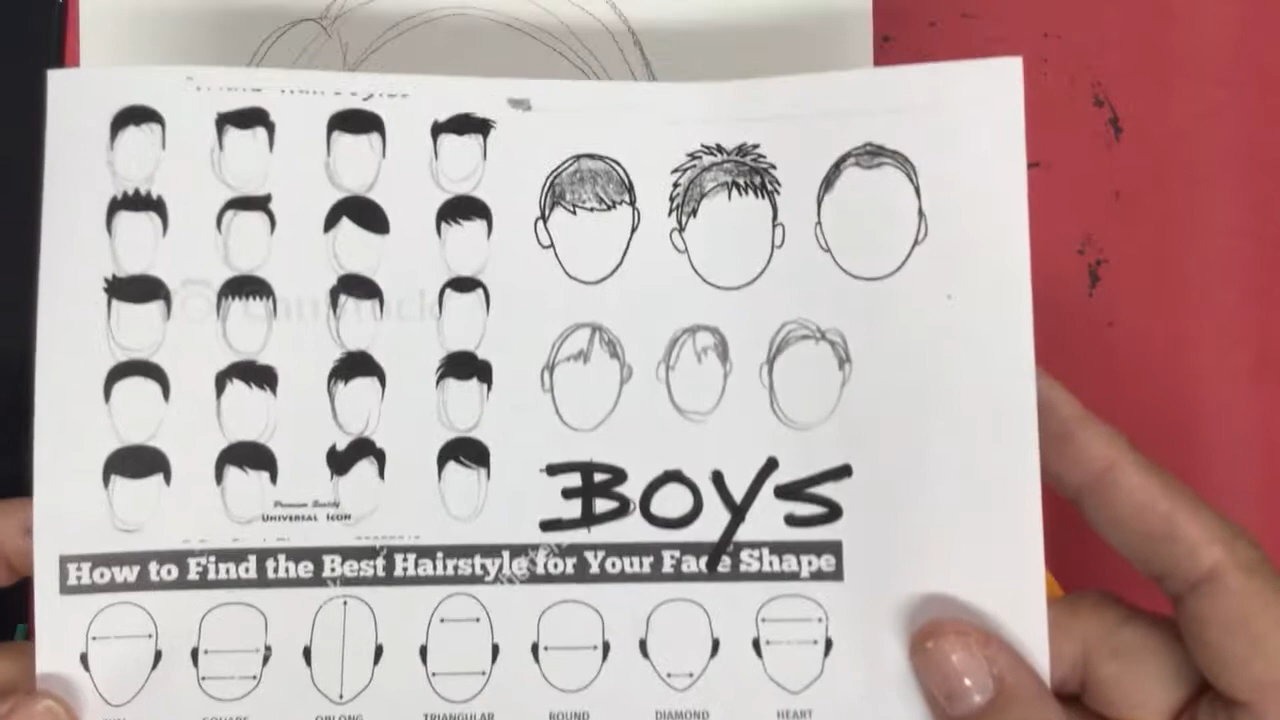 Premium Quality
UNIVERSAL ICON
BOYS
How to Find the Best Hairstyle for Your Face Shape
SQUARE
OBLONG
TRIANGULAR
ROUND
DIAMOND
HEART